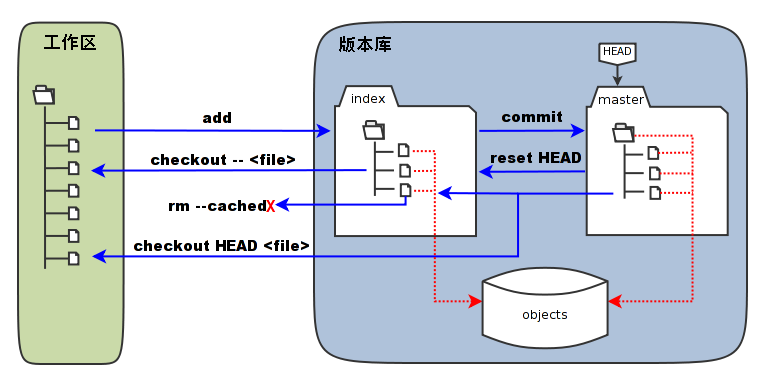 工作区
版本库
HEAD
index
master
add
commit
checkout -- <file>
reset HEAD
rm --cached
X
checkout HEAD <file>
objects